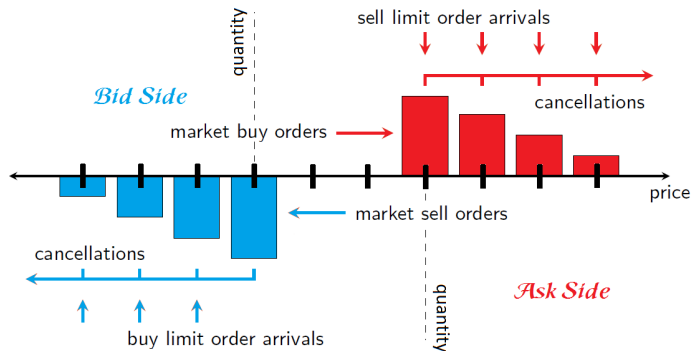 sell limit order arrivals
quantity
Bid Side
cancellations
market buy orders
price
market sell orders
cancellations
Ask Side
quantity
buy limit order arrivals